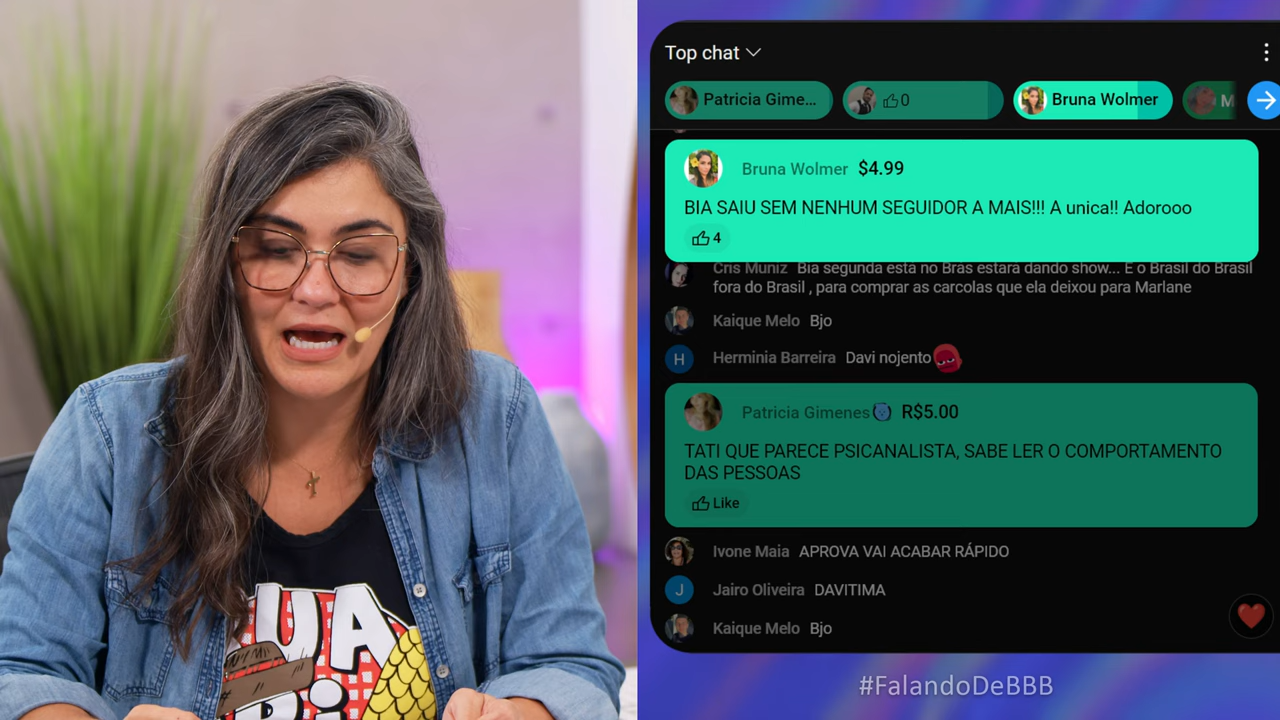 Top chat
Patricia Gime...
0
Bruna Wolmer
M
Bruna Wolmer $4.99
BIA SAIU SEM NENHUM SEGUIDOR A MAIS!!! A unica!! Adorooo
4
Cris Muniz Bia segunda esta no Bras estara dando show... E o Brasil do Brasil
fora do Brasil , para comprar as carcolas que ela deixou para Marlane
Kaique Melo Bjo
H Herminia Barreira Davi nojento
Patricia Gimenes R$5.00
TATI QUE PARECE PSICANALISTA, SABE LER O COMPORTAMENTO
DAS PESSOAS
Like
Ivone Maia APROVA VAI ACABAR RÁPIDO
J Jairo Oliveira DAVITIMA
Kaique Melo Bjo
#FalandoDeBBB
UA